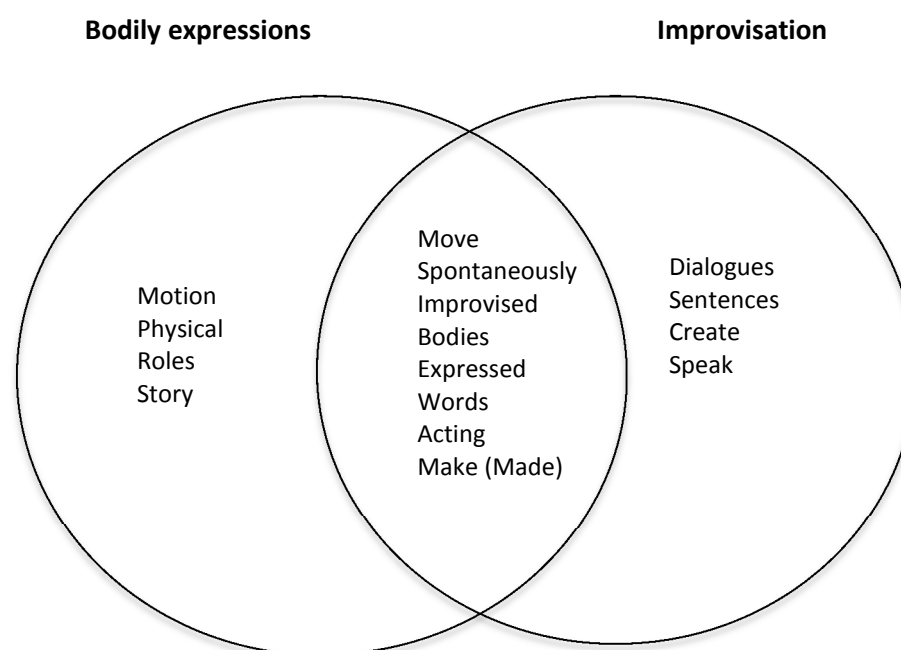 Bodily expressions
Improvisation
Motion
Physical
Roles
Story
Move
Spontaneously
Improvised
Bodies
Expressed
Words
Acting
Make (Made)
Dialogues
Sentences
Create
Speak